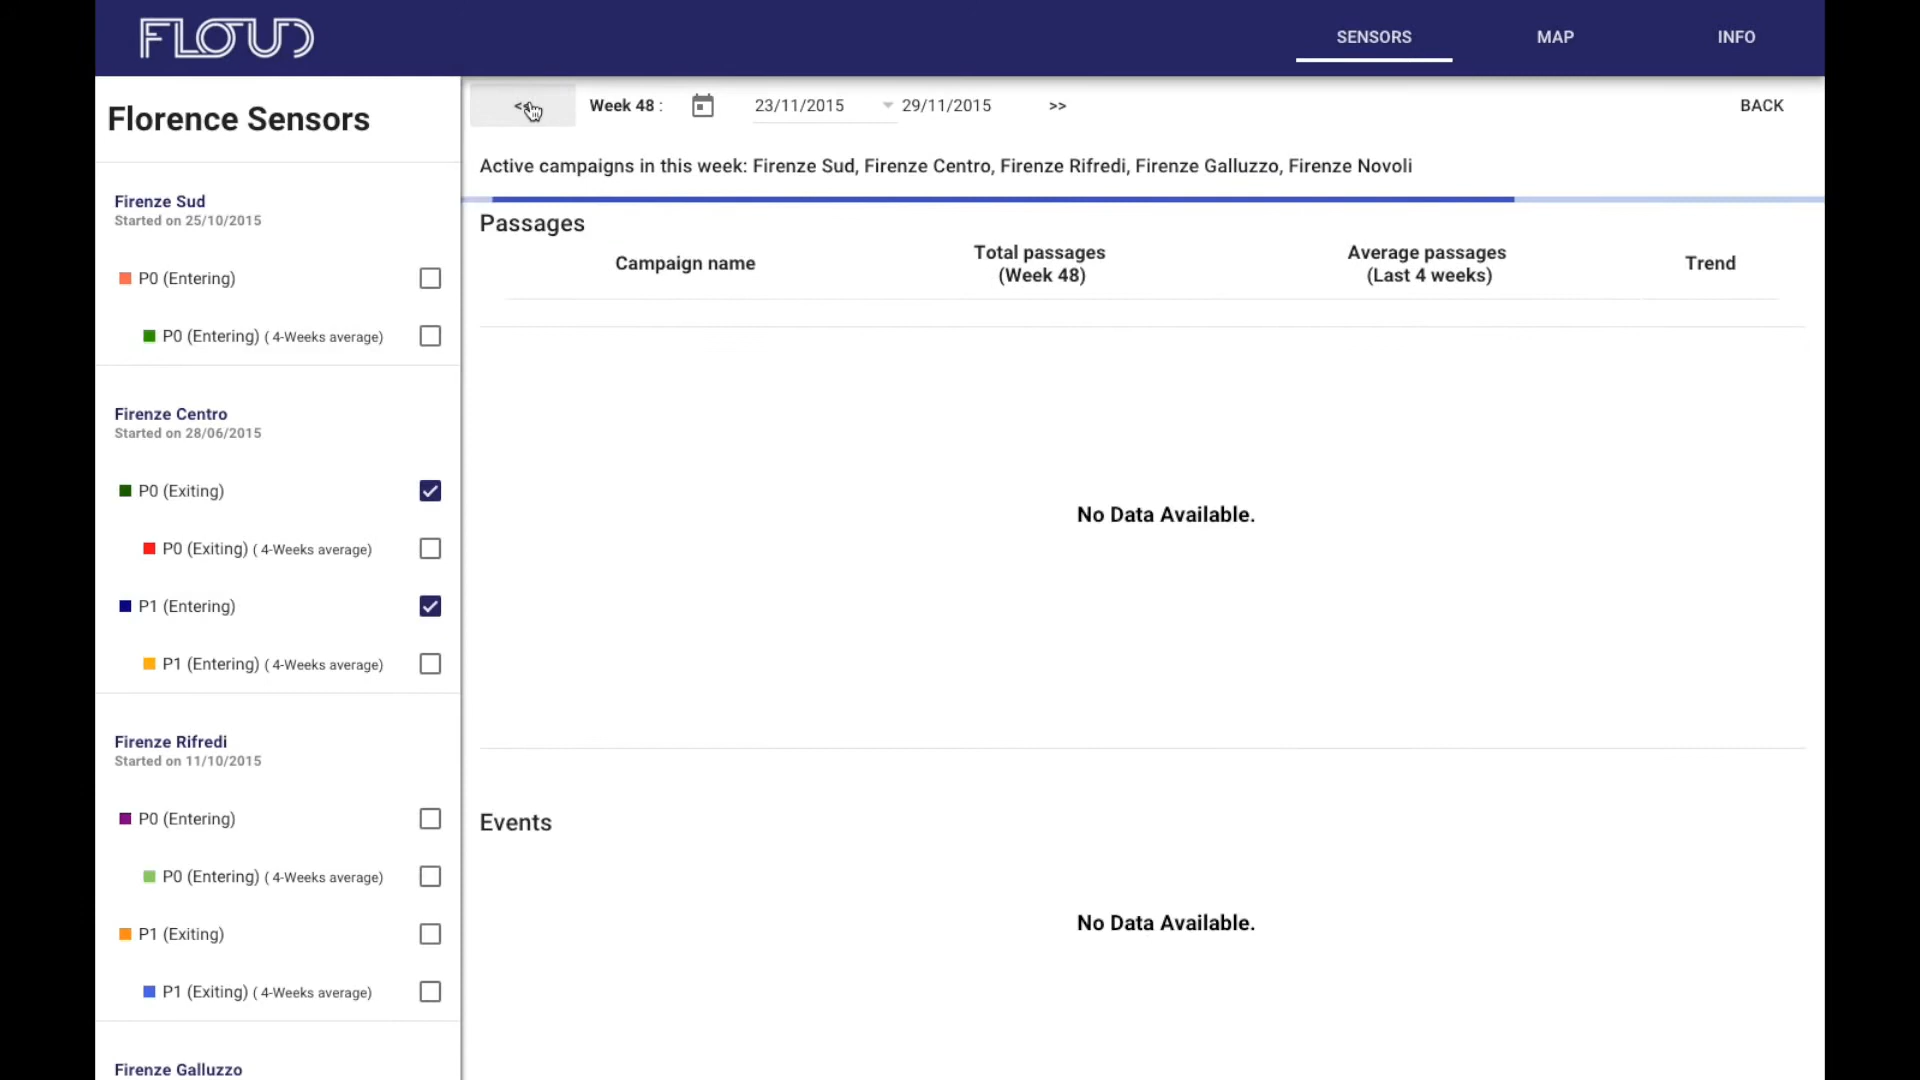 FLOUD
SENSORS
MAP
INFO
Florence Sensors
<<
Week 48 :
23/11/2015
29/11/2015
>>
BACK
Active campaigns in this week: Firenze Sud, Firenze Centro, Firenze Rifredi, Firenze Galluzzo, Firenze Novoli
Firenze Sud
Started on 25/10/2015
P0 (Entering)
P0 (Entering) ( 4-Weeks average)
Firenze Centro
Started on 28/06/2015
P0 (Exiting)
P0 (Exiting) ( 4-Weeks average)
P1 (Entering)
P1 (Entering) ( 4-Weeks average)
Firenze Rifredi
Started on 11/10/2015
P0 (Entering)
P0 (Entering) ( 4-Weeks average)
P1 (Exiting)
P1 (Exiting) ( 4-Weeks average)
Firenze Galluzzo
Passages
Campaign name
Total passages
(Week 48)
Average passages
(Last 4 weeks)
Trend
No Data Available.
Events
No Data Available.